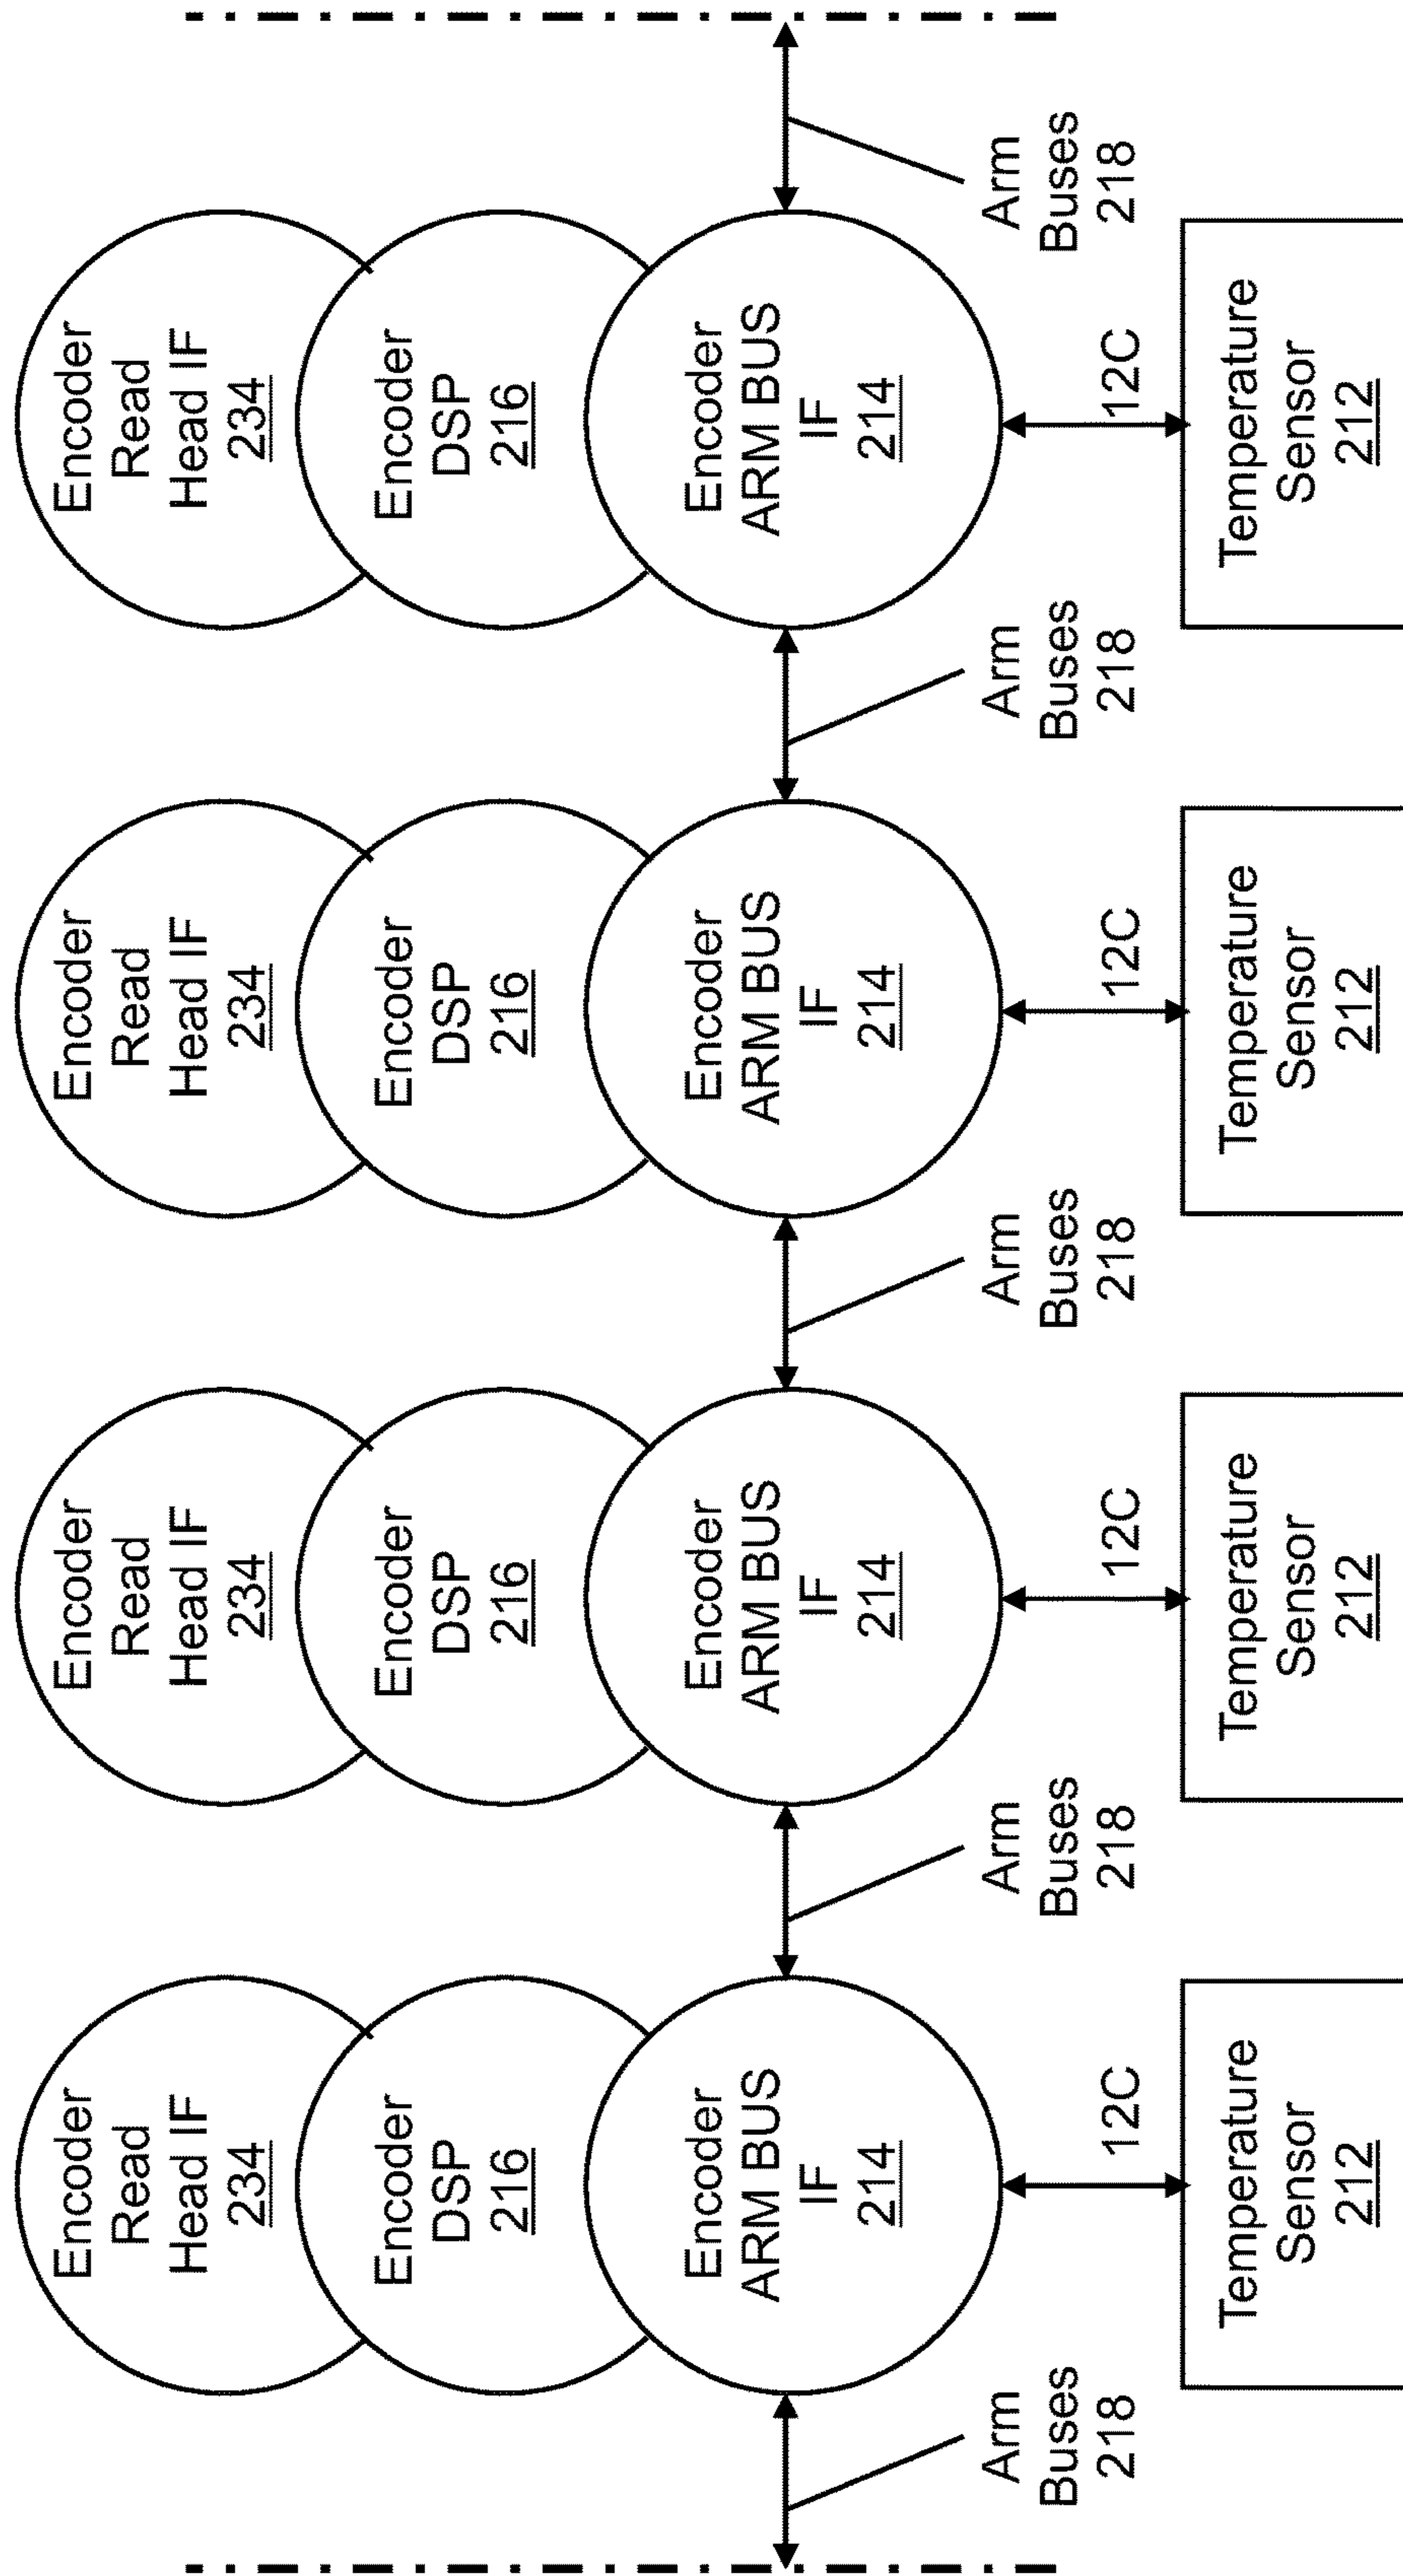 Encoder
Read
Head IF
234
Encoder
Read
Head IF
234
Encoder
Read
Head IF
234
Encoder
Read
Head IF
234
Encoder
DSP
216
Encoder
DSP
216
Encoder
DSP
216
Encoder
DSP
216
Encoder
ARM BUS
IF
214
Encoder
ARM BUS
IF
214
Encoder
ARM BUS
IF
214
Encoder
ARM BUS
IF
214
Arm
Buses
218
Arm
Buses
218
Arm
Buses
218
Arm
Buses
218
Arm
Buses
218
12C
12C
12C
12C
Temperature
Sensor
212
Temperature
Sensor
212
Temperature
Sensor
212
Temperature
Sensor
212